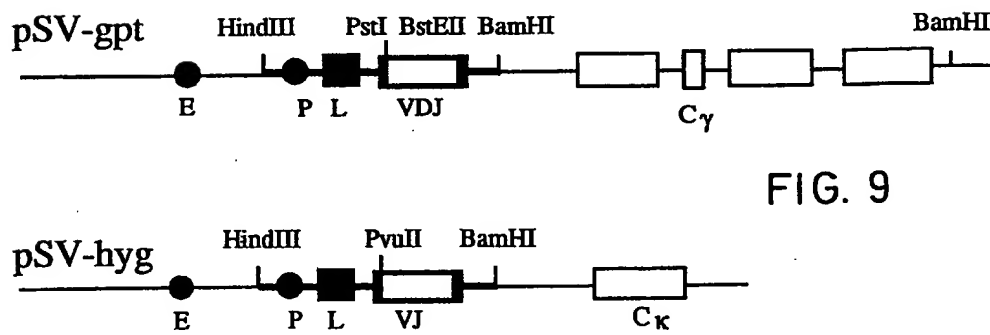 pSV-gpt
HindIII PstI BstEII BamHI BamHI
E P L VDJ Cγ
FIG. 9
pSV-hyg
HindIII PvuII BamHI
E P L VJ Cκ